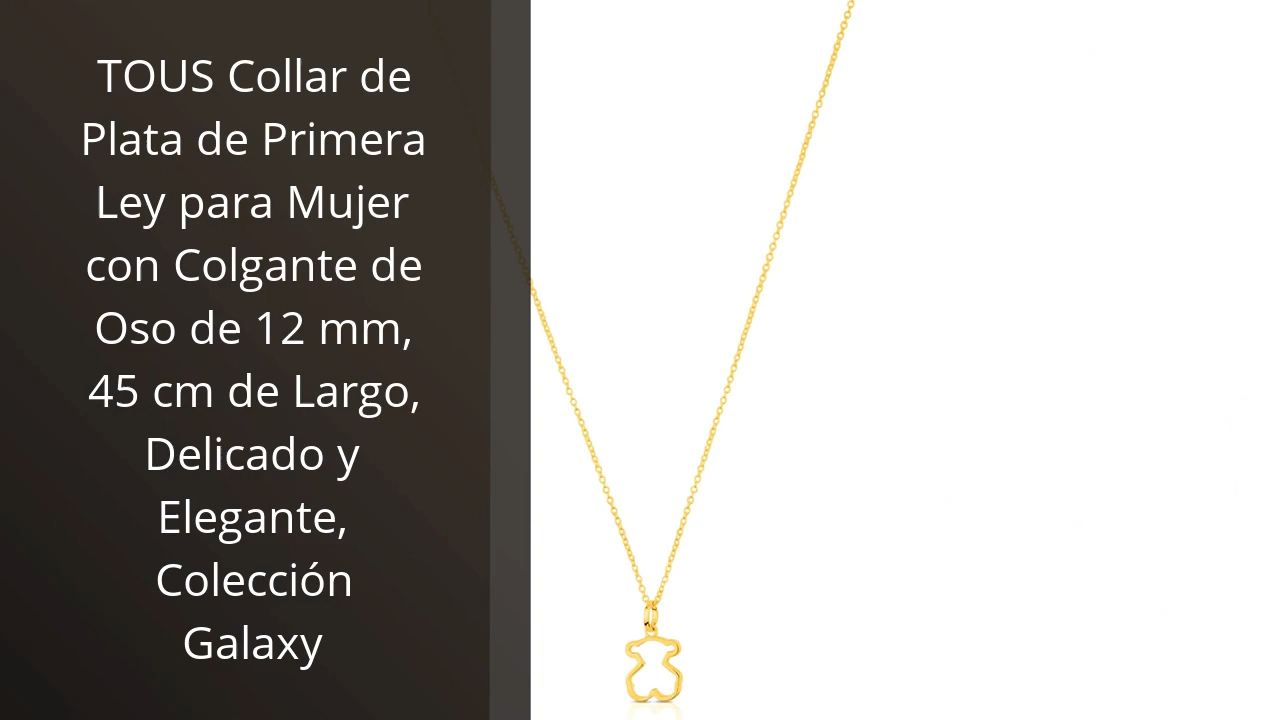 TOUS Collar de
Plata de Primera
Ley para Mujer
con Colgante de
Oso de 12 mm,
45 cm de Largo,
Delicado y
Elegante,
Colección
Galaxy